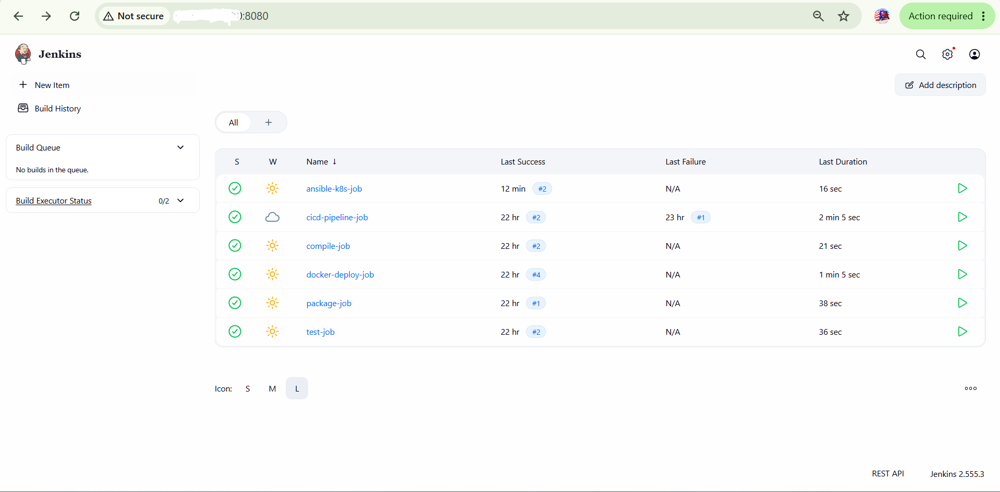 Not secure :8080 Action required
Jenkins
New Item
Add description
Build History
All +
Build Queue
No builds in the queue.
Build Executor Status 0/2
S W Name ↓ Last Success Last Failure Last Duration
ansible-k8s-job 12 min #2 N/A 16 sec
cicd-pipeline-job 22 hr #2 23 hr #1 2 min 5 sec
compile-job 22 hr #2 N/A 21 sec
docker-deploy-job 22 hr #4 N/A 1 min 5 sec
package-job 22 hr #1 N/A 38 sec
test-job 22 hr #2 N/A 36 sec
Icon: S M L
REST API Jenkins 2.555.3